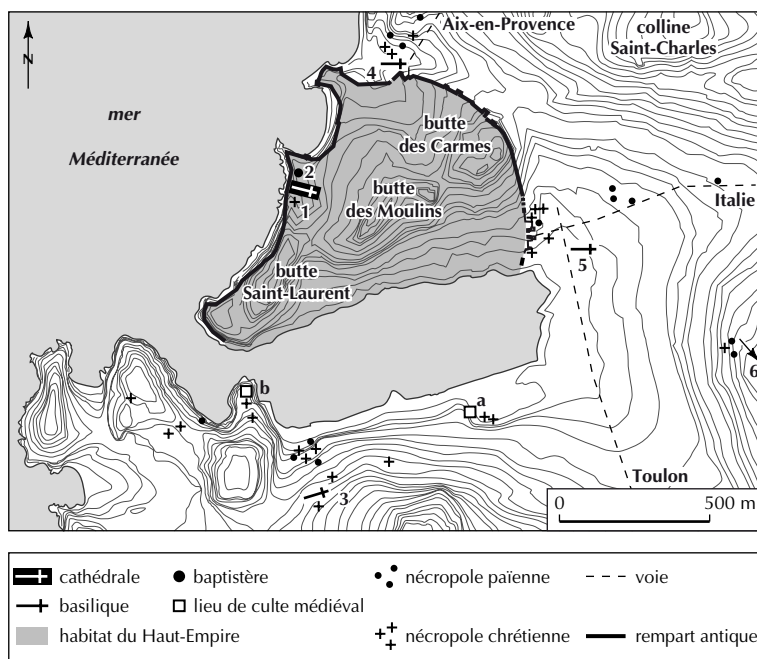 Aix-en-Provence
colline
Saint-Charles
N
4
mer
Méditerranée
butte
des Carmes
2
butte
des Moulins
1
Italie
5
butte
Saint-Laurent
6
b
a
3
Toulon
0 500 m
cathédrale
baptistère
nécropole païenne
voie
basilique
lieu de culte médiéval
habitat du Haut-Empire
nécropole chrétienne
rempart antique